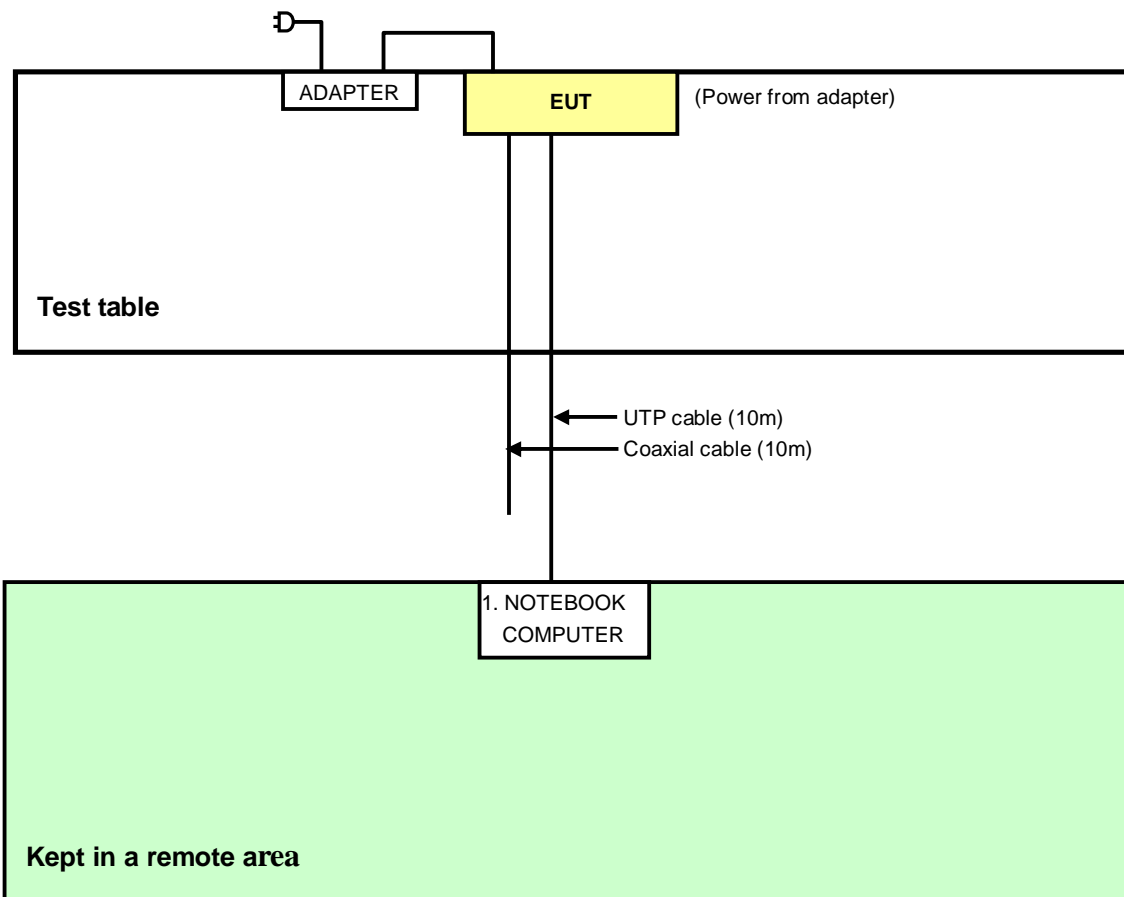 ADAPTER
EUT
(Power from adapter)
Test table
UTP cable (10m)
Coaxial cable (10m)
1. NOTEBOOK
COMPUTER
Kept in a remote area